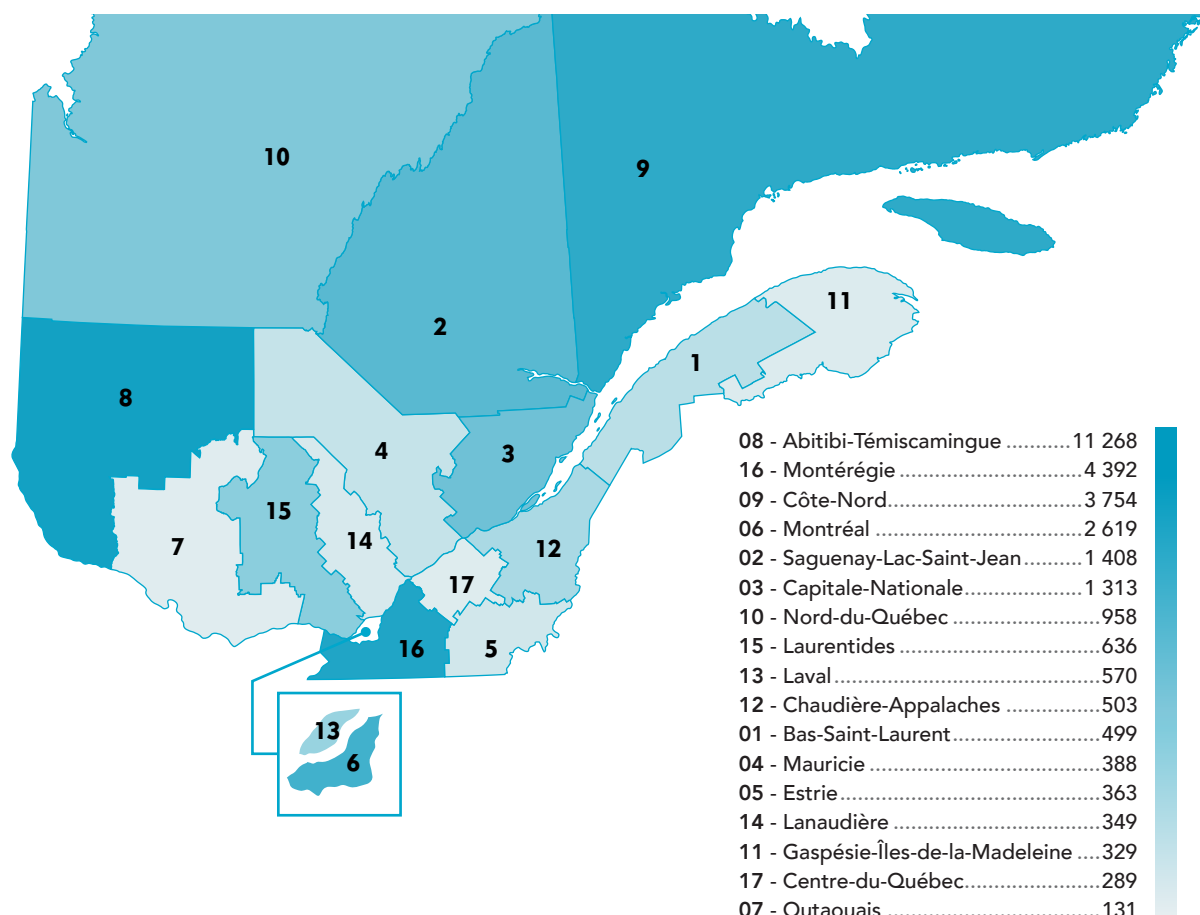 10
9
11
2
1
8
4
3
15
7
14
12
17
16
5
13
6
08 - Abitibi-Témiscamingue ...........11 268
16 - Montérégie ................................4 392
09 - Côte-Nord..................................3 754
06 - Montréal .....................................2 619
02 - Saguenay-Lac-Saint-Jean...........1 408
03 - Capitale-Nationale.....................1 313
10 - Nord-du-Québec .........................958
15 - Laurentides ...................................636
13 - Laval...............................................570
12 - Chaudière-Appalaches .................503
01 - Bas-Saint-Laurent..........................499
04 - Mauricie ........................................388
05 - Estrie.............................................363
14 - Lanaudière ....................................349
11 - Gaspésie-Îles-de-la-Madeleine ....329
17 - Centre-du-Québec........................289
07 - Outaouais .....................................131